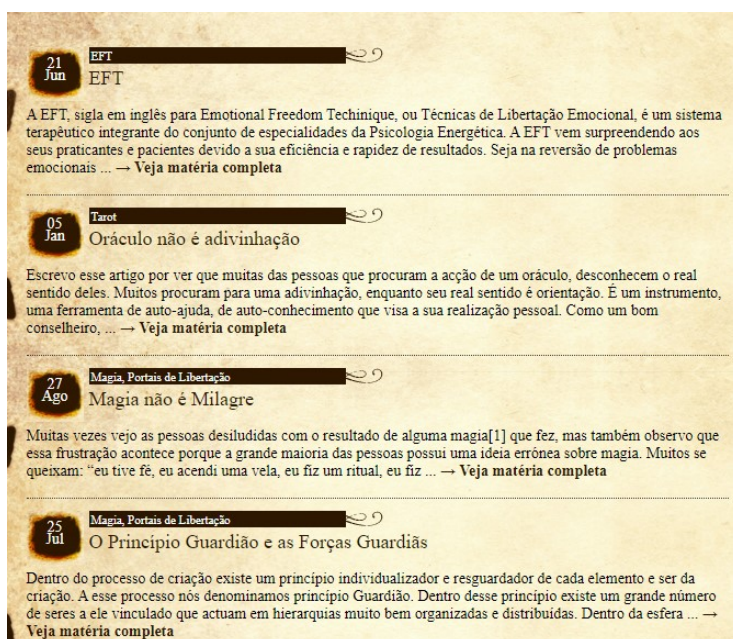 21
Jun
EFT
EFT
A EFT, sigla em inglês para Emotional Freedom Techinique, ou Técnicas de Libertação Emocional, é um sistema
terapêutico integrante do conjunto de especialidades da Psicologia Energética. A EFT vem surpreendendo aos
seus praticantes e pacientes devido a sua eficiência e rapidez de resultados. Seja na reversão de problemas
emocionais ... → Veja matéria completa
05
Jan
Tarot
Oráculo não é adivinhação
Escrevo esse artigo por ver que muitas das pessoas que procuram a acção de um oráculo, desconhecem o real
sentido deles. Muitos procuram para uma adivinhação, enquanto seu real sentido é orientação. É um instrumento,
uma ferramenta de auto-ajuda, de auto-conhecimento que visa a sua realização pessoal. Como um bom
conselheiro, ... → Veja matéria completa
27
Ago
Magia, Portais de Libertação
Magia não é Milagre
Muitas vezes vejo as pessoas desiludidas com o resultado de alguma magia[1] que fez, mas também observo que
essa frustração acontece porque a grande maioria das pessoas possui uma ideia errónea sobre magia. Muitos se
queixam: “eu tive fé, eu acendi uma vela, eu fiz um ritual, eu fiz ... → Veja matéria completa
25
Jul
Magia, Portais de Libertação
O Princípio Guardião e as Forças Guardiãs
Dentro do processo de criação existe um princípio individualizador e resguardador de cada elemento e ser da
criação. A esse processo nós denominamos princípio Guardião. Dentro desse princípio existe um grande número
de seres a ele vinculado que actuam em hierarquias muito bem organizadas e distribuídas. Dentro da esfera ... →
Veja matéria completa